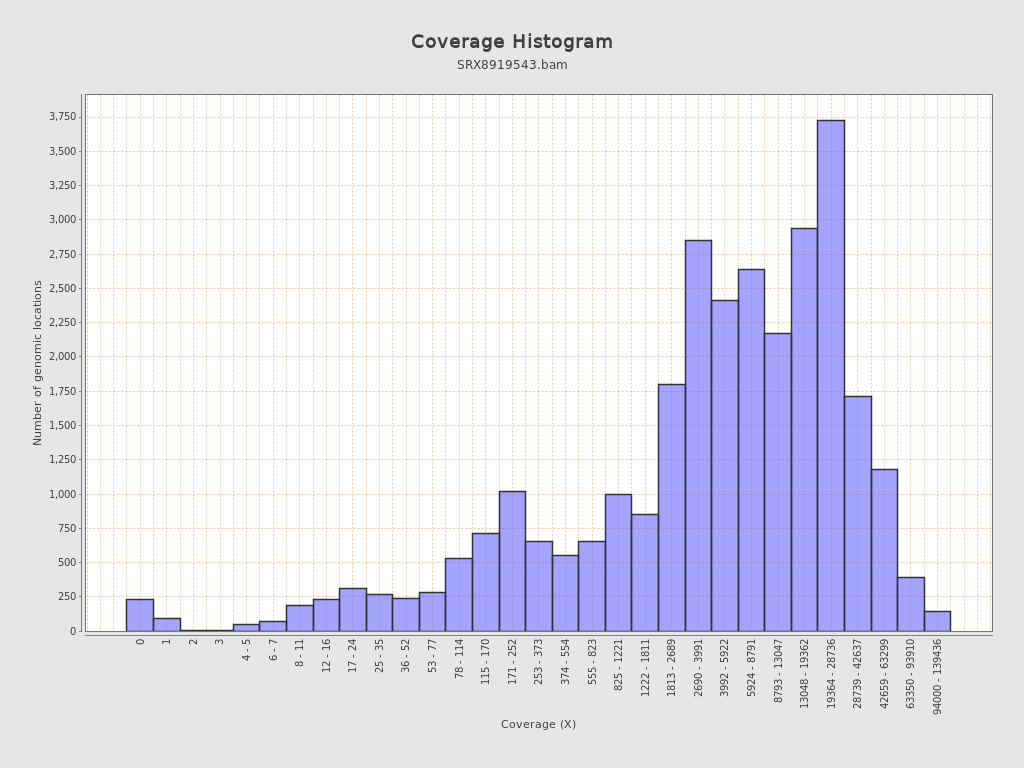 Coverage Histogram
SRX8919543.bam
Number of genomic locations
3,750
3,500
3,250
3,000
2,750
2,500
2,250
2,000
1,750
1,500
1,250
1,000
750
500
250
0
0
1
2
3
4 - 5
6 - 7
8 - 11
12 - 16
17 - 24
25 - 35
36 - 52
53 - 77
78 - 114
115 - 170
171 - 252
253 - 373
374 - 554
555 - 823
825 - 1221
1222 - 1811
1813 - 2689
2690 - 3991
3992 - 5922
5924 - 8791
8793 - 13047
13048 - 19362
19364 - 28736
28739 - 42637
42659 - 63299
63350 - 93910
94000 - 139436
Coverage (X)